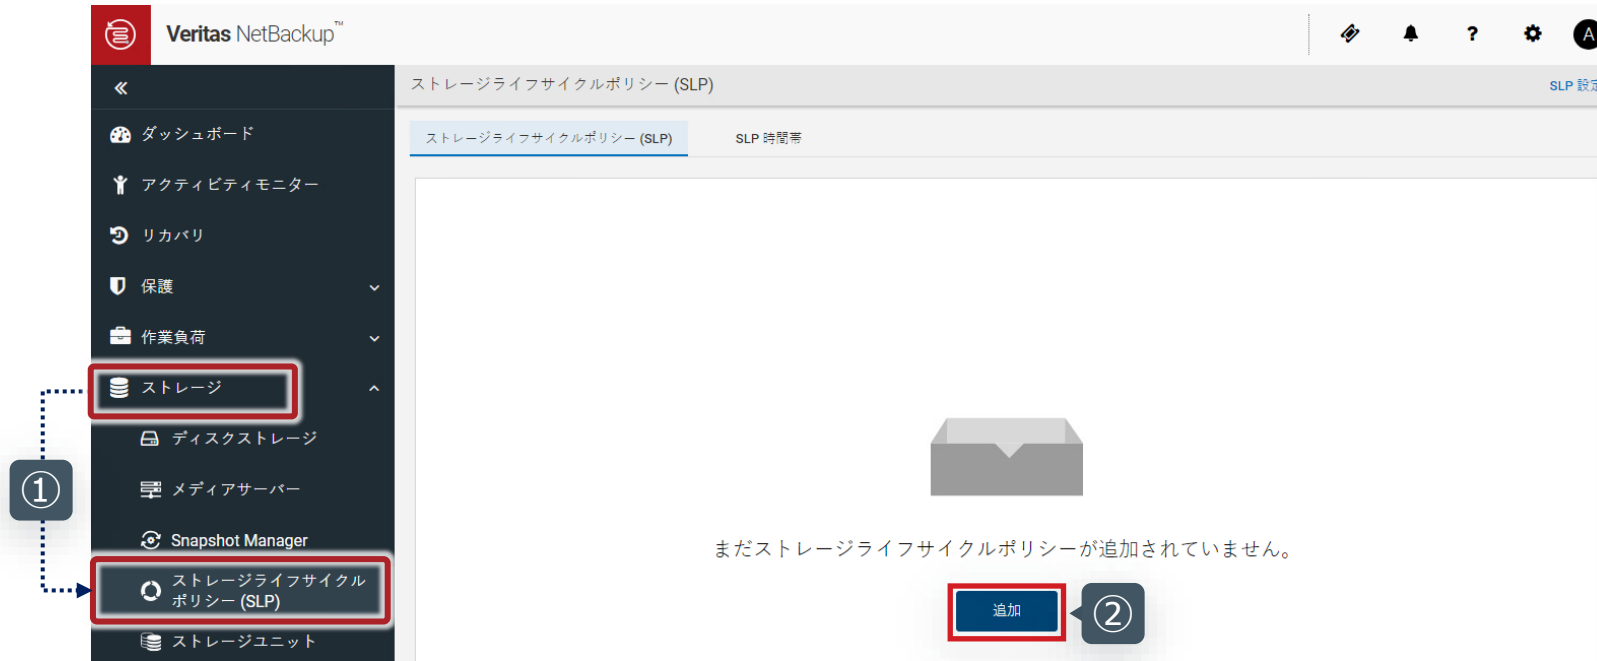 Veritas NetBackup™
?
A
«
ストレージライフサイクルポリシー (SLP)
SLP 設定
ダッシュボード
ストレージライフサイクルポリシー (SLP)
SLP 時間帯
アクティビティモニター
リカバリ
保護
作業負荷
ストレージ
ディスクストレージ
①
メディアサーバー
Snapshot Manager
まだストレージライフサイクルポリシーが追加されていません。
ストレージライフサイクル
ポリシー (SLP)
追加
②
ストレージユニット